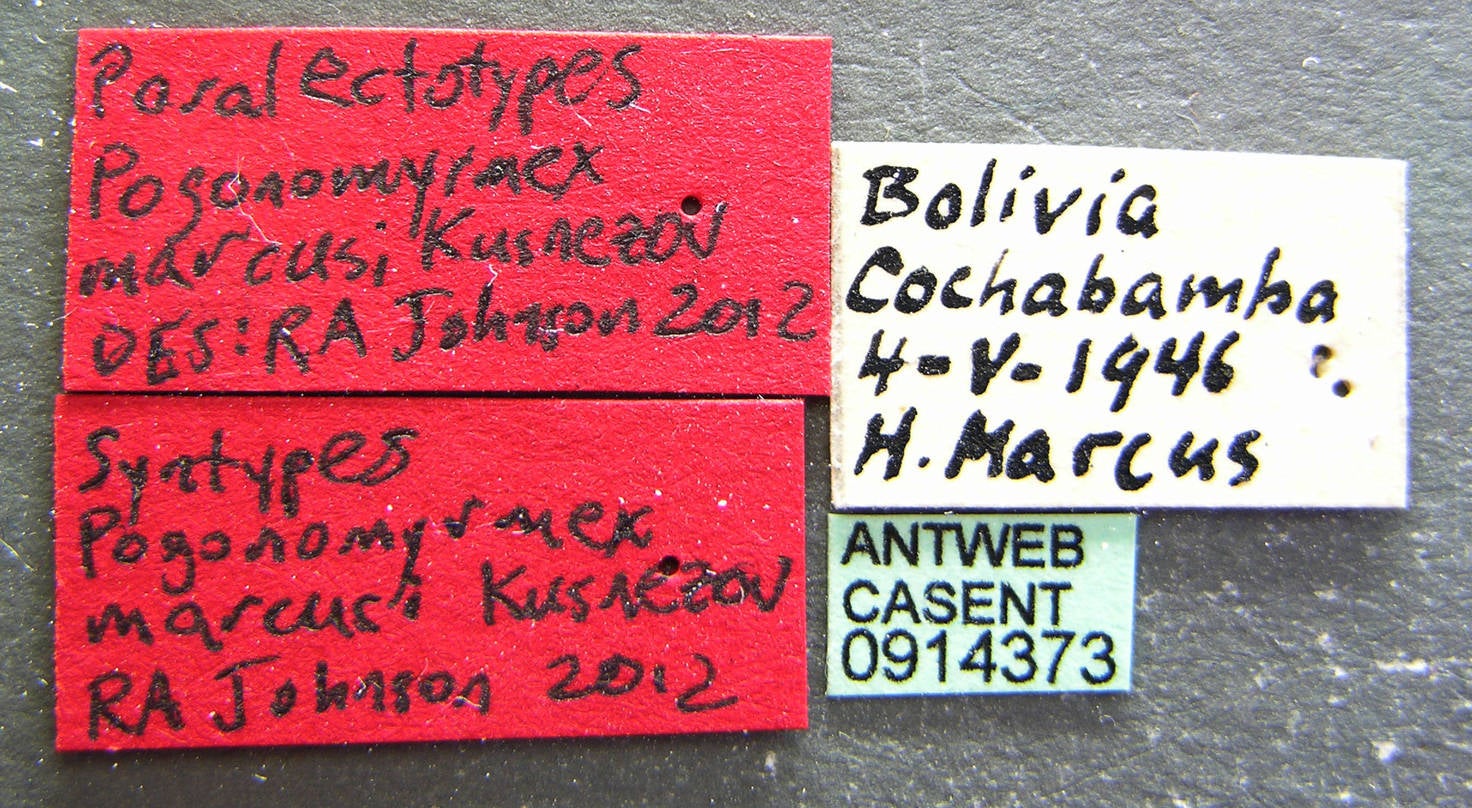 Paralectotypes
Pogonomyrmex
marcusi Kusnezov
DES: RA Johnson 2012
Syntypes
Pogonomyrmex
marcusi Kusnezov
RA Johnson 2012
Bolivia
Cochabamba
4-V-1946
H. Marcus
ANTWEB
CASENT
0914373